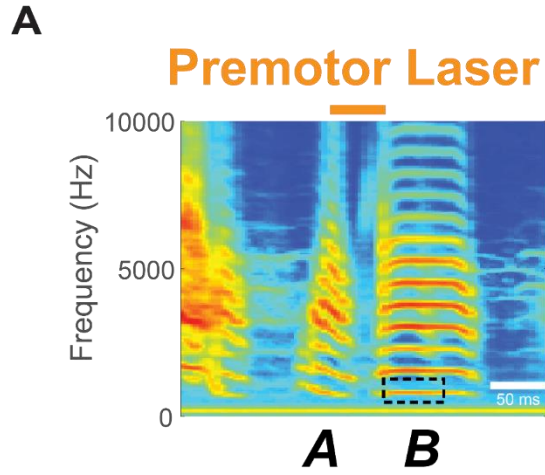 A
Premotor Laser
10000
5000
0
Frequency (Hz)
50 ms
A
B